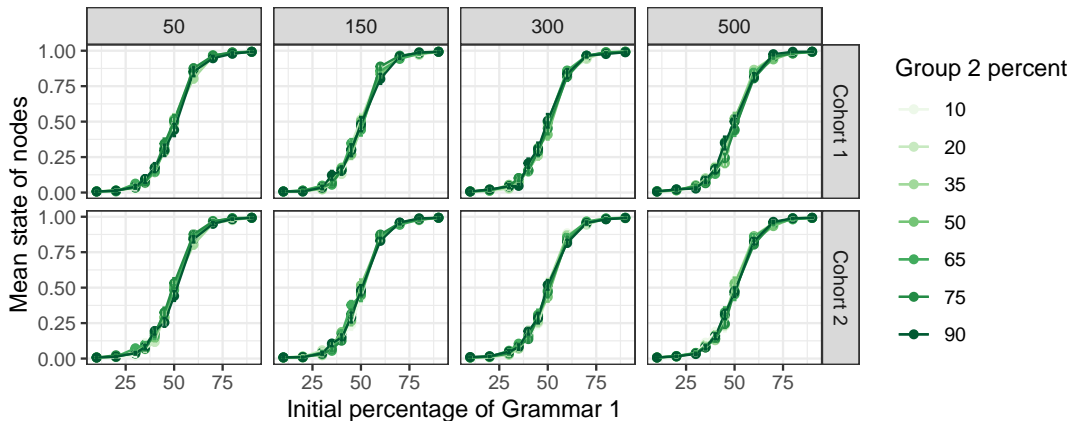 50 150 300 500
1.00
0.75
0.50
0.25
0.00
Cohort 1
1.00
0.75
0.50
0.25
0.00
Cohort 2
Mean state of nodes
25 50 75 25 50 75 25 50 75 25 50 75
Initial percentage of Grammar 1
Group 2 percent
10
20
35
50
65
75
90